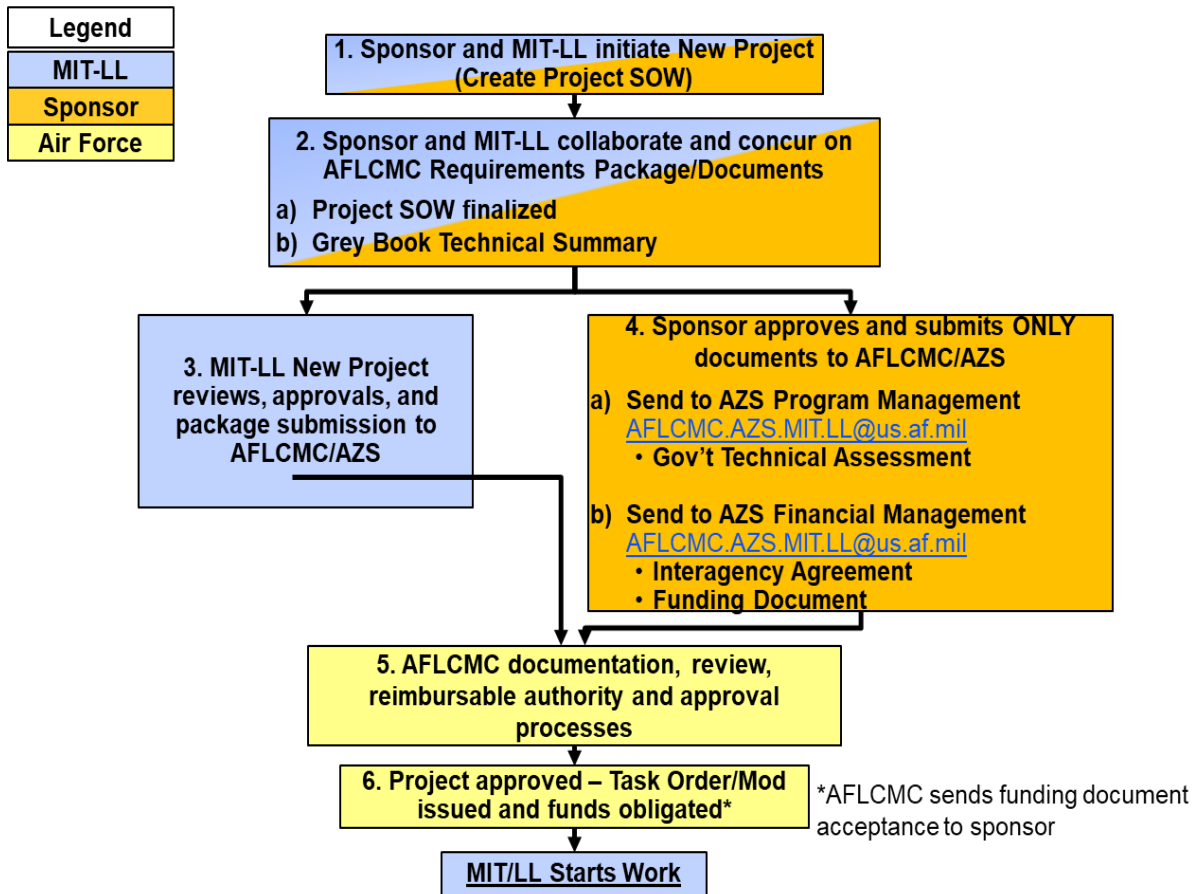 Legend
MIT-LL
Sponsor
Air Force
1. Sponsor and MIT-LL initiate New Project
(Create Project SOW)
2. Sponsor and MIT-LL collaborate and concur on
AFLCMC Requirements Package/Documents
a) Project SOW finalized
b) Grey Book Technical Summary
3. MIT-LL New Project
reviews, approvals, and
package submission to
AFLCMC/AZS
4. Sponsor approves and submits ONLY
documents to AFLCMC/AZS
a) Send to AZS Program Management
AFLCMC.AZS.MIT.LL@us.af.mil
• Gov't Technical Assessment
b) Send to AZS Financial Management
AFLCMC.AZS.MIT.LL@us.af.mil
• Interagency Agreement
• Funding Document
5. AFLCMC documentation, review,
reimbursable authority and approval
processes
6. Project approved – Task Order/Mod
issued and funds obligated*
*AFLCMC sends funding document
acceptance to sponsor
MIT/LL Starts Work